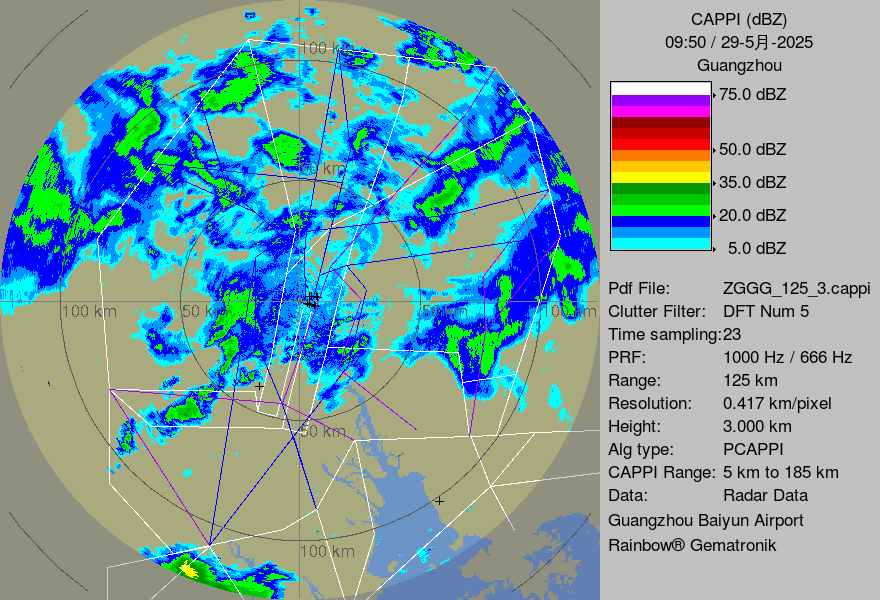 CAPPI (dBZ)
09:50 / 29-5月-2025
Guangzhou
75.0 dBZ
50.0 dBZ
35.0 dBZ
20.0 dBZ
5.0 dBZ
Pdf File: ZGGG_125_3.cappi
Clutter Filter: DFT Num 5
Time sampling:23
PRF: 1000 Hz / 666 Hz
Range: 125 km
Resolution: 0.417 km/pixel
Height: 3.000 km
Alg type: PCAPPI
CAPPI Range: 5 km to 185 km
Data: Radar Data
Guangzhou Baiyun Airport
Rainbow® Gematronik
100 km
50 km
100 km
50 km
50 km
100 km
50 km
100 km